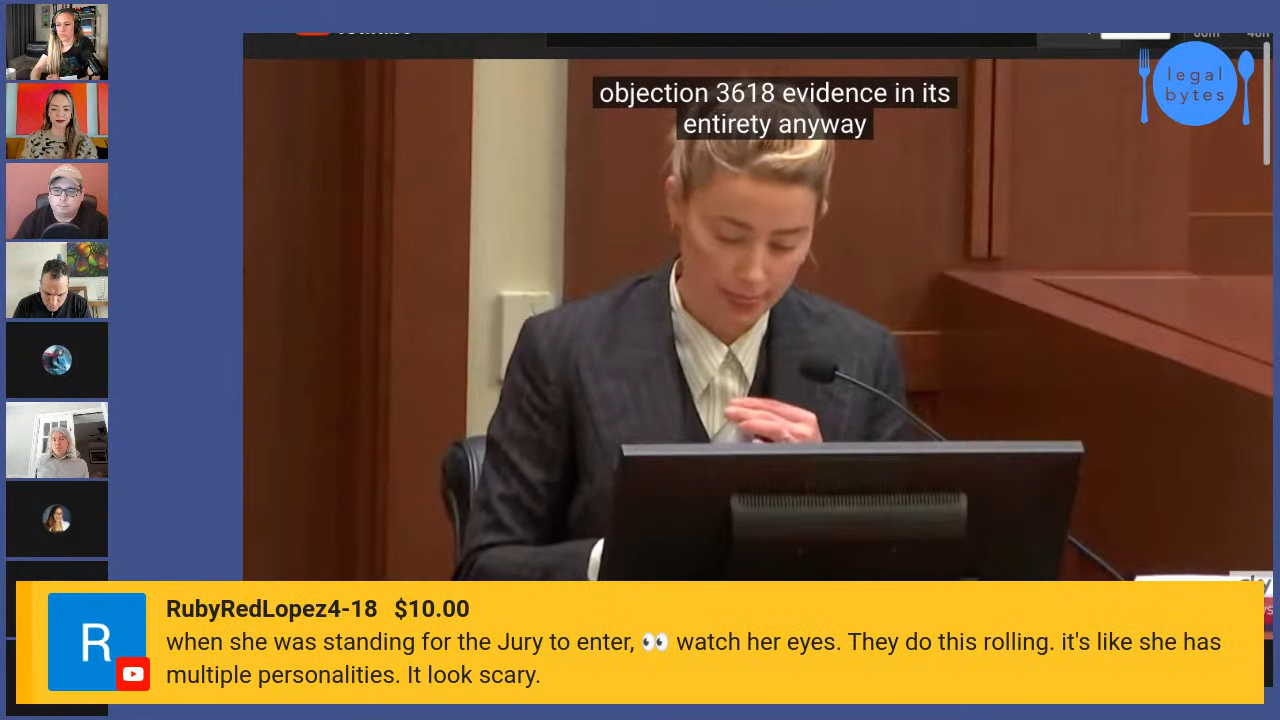 objection 3618 evidence in its
entirety anyway
legal
bytes
R
RubyRedLopez4-18 $10.00
when she was standing for the Jury to enter, 👀 watch her eyes. They do this rolling. it's like she has
multiple personalities. It look scary.